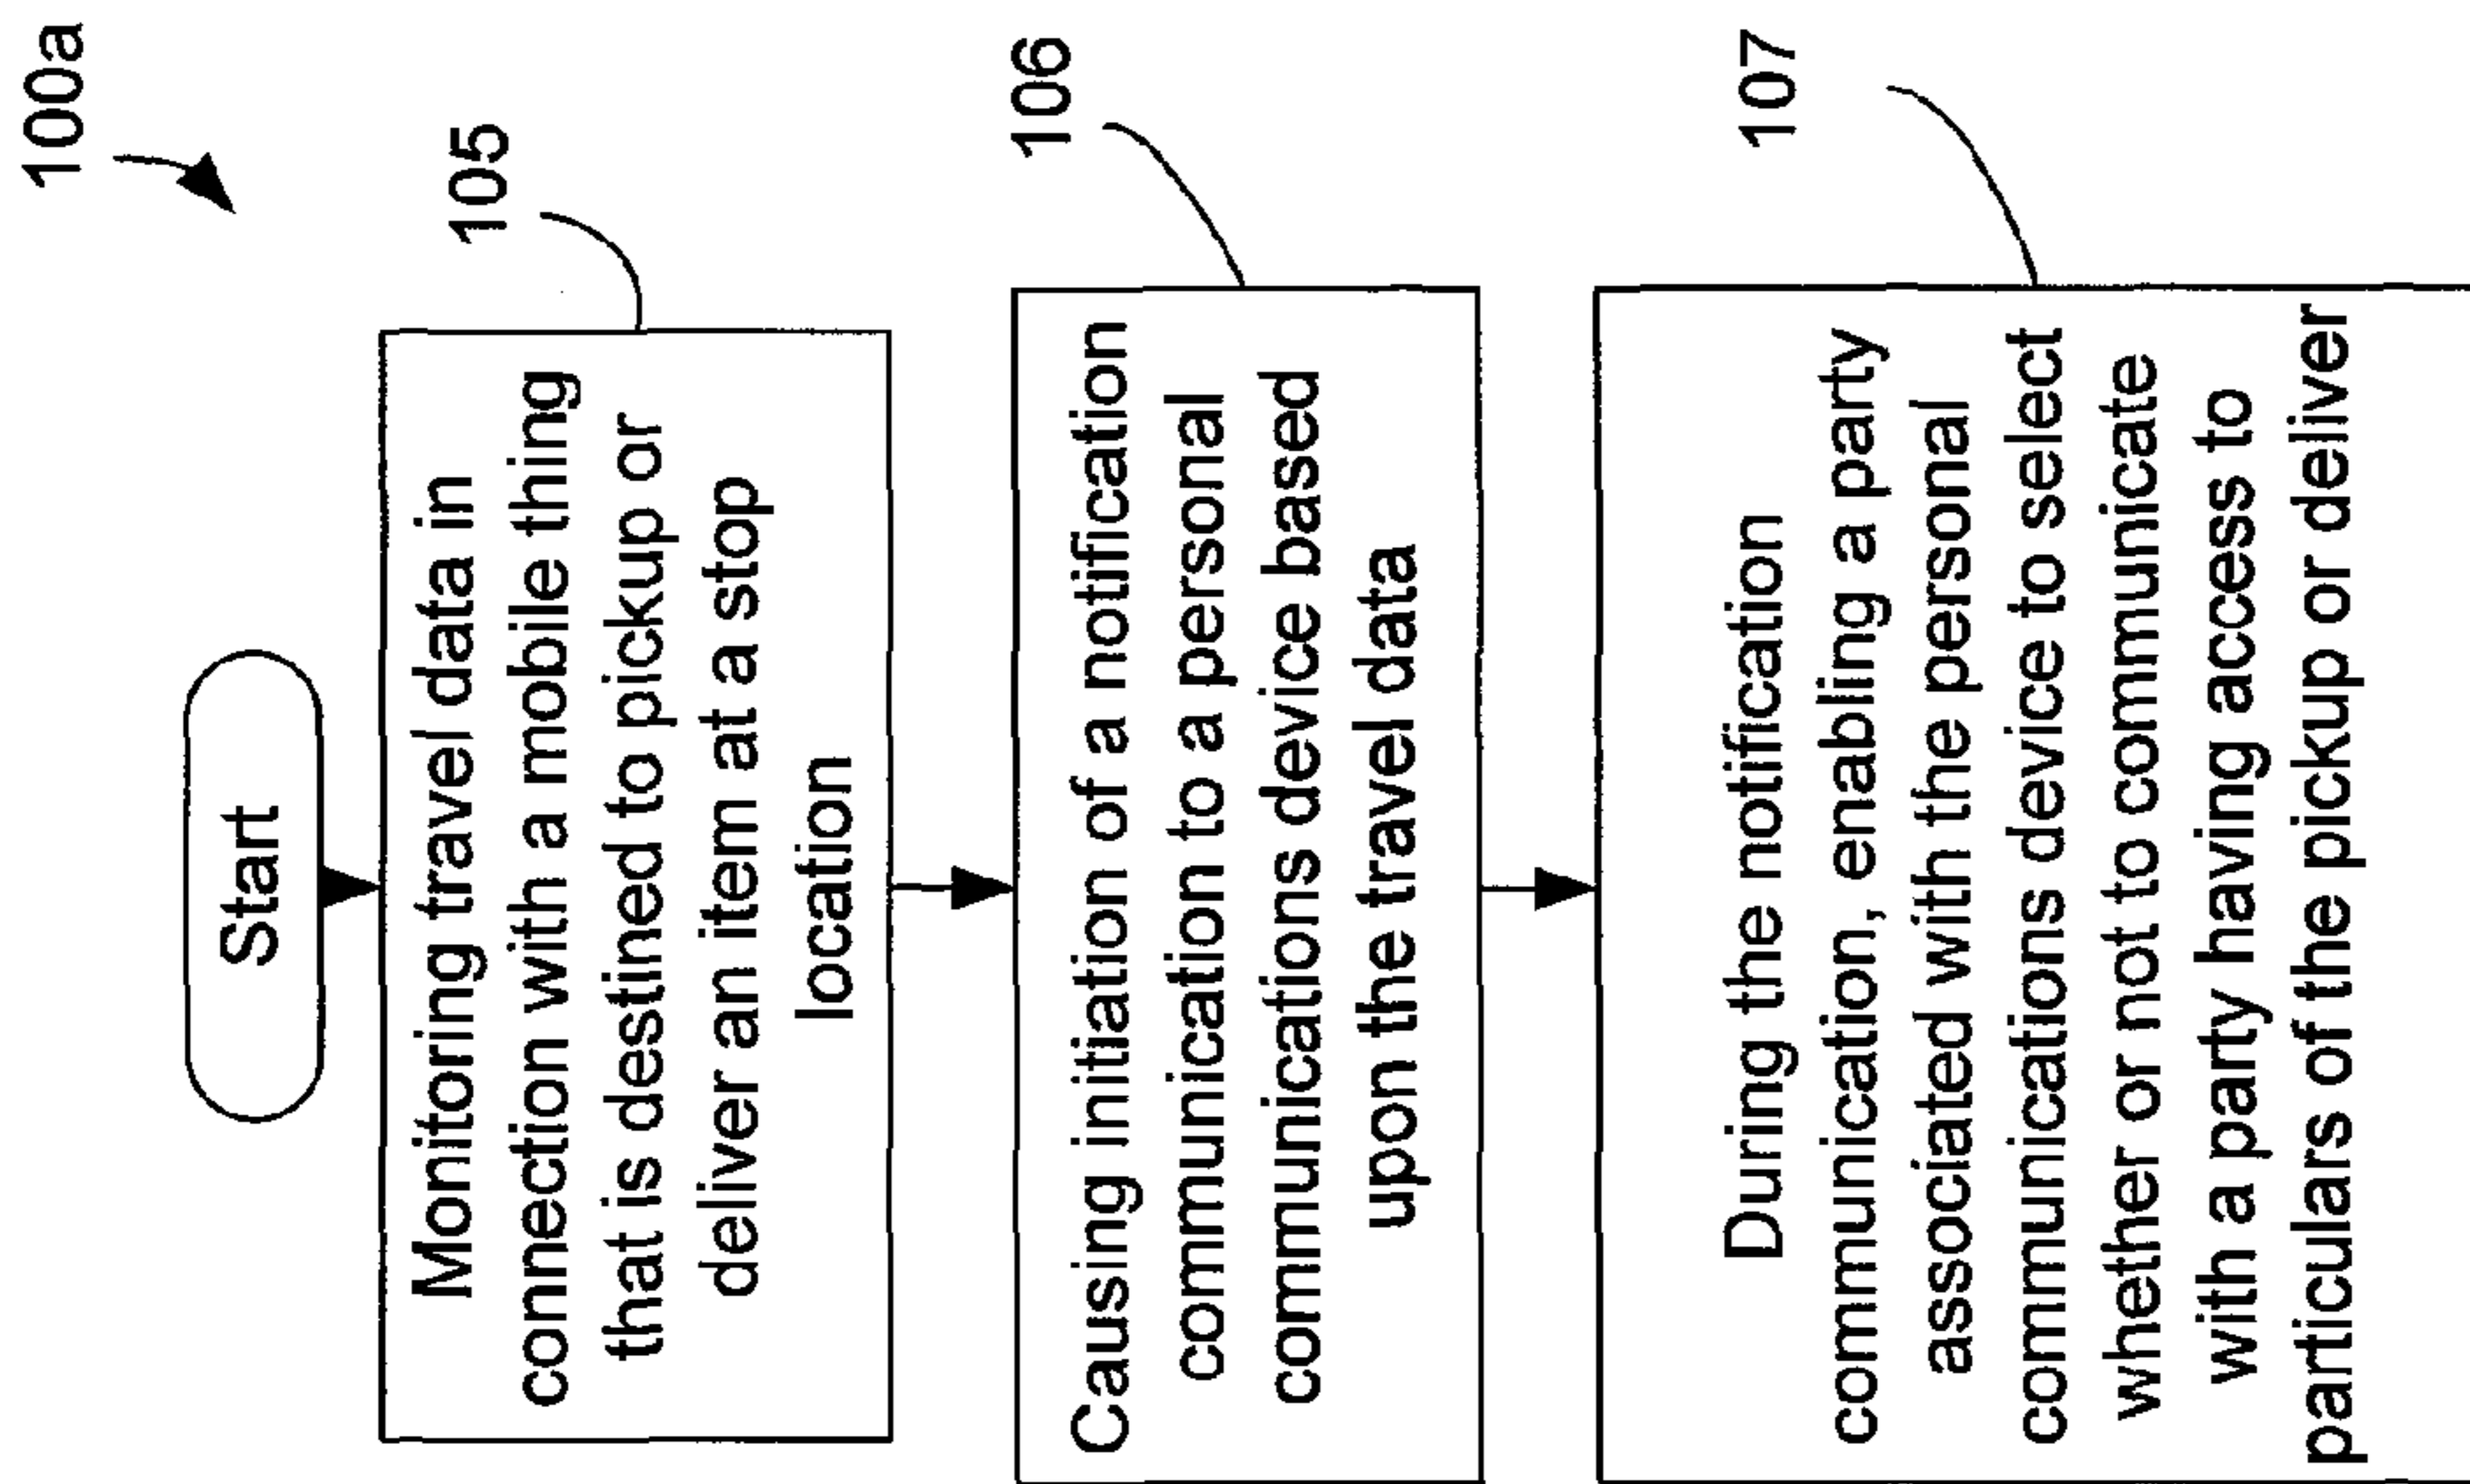 100a
Start
105
Monitoring travel data in
connection with a mobile thing
that is destined to pickup or
deliver an item at a stop
location
106
Causing initiation of a notification
communication to a personal
communications device based
upon the travel data
107
During the notification
communication, enabling a party
associated with the personal
communications device to select
whether or not to communicate
with a party having access to
particulars of the pickup or deliver